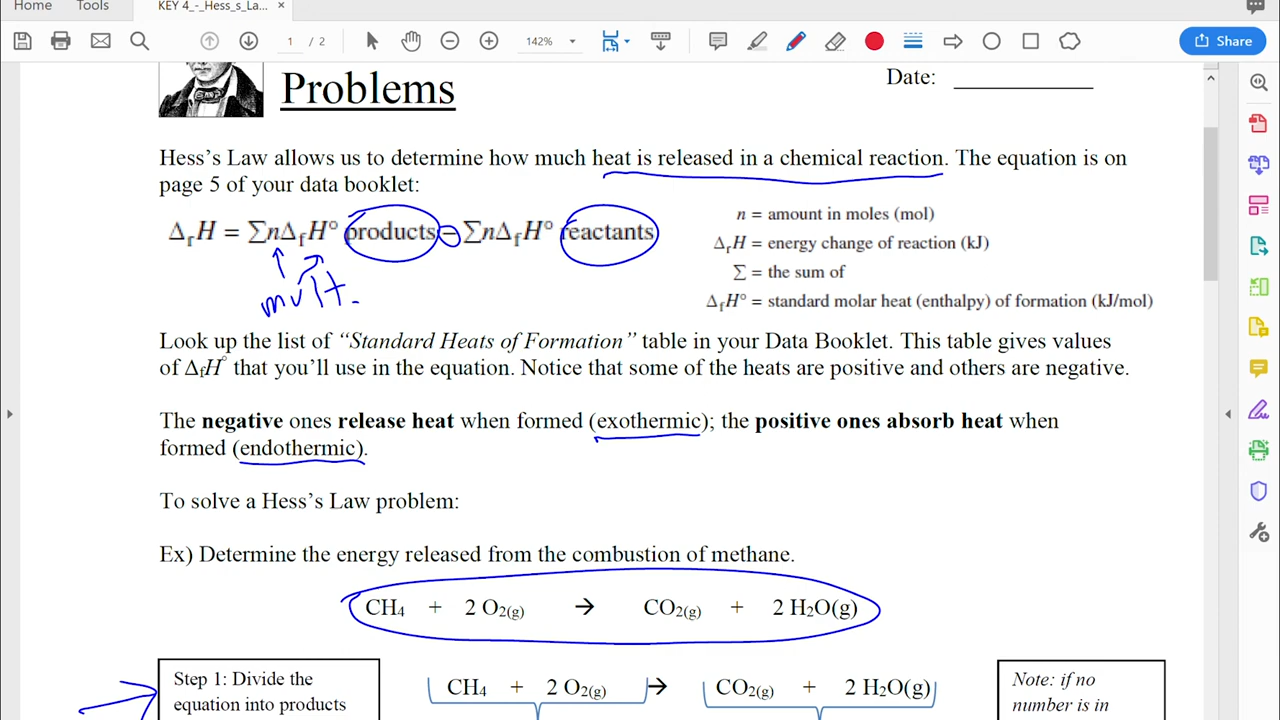 Home Tools KEY 4_-_Hess_s_La... ×
1 / 2 142% Share
Problems
Date: ____________
Hess's Law allows us to determine how much heat is released in a chemical reaction. The equation is on
page 5 of your data booklet:
ΔrH = ∑nΔfH° products – ∑nΔfH° reactants
n = amount in moles (mol)
ΔrH = energy change of reaction (kJ)
∑ = the sum of
ΔfH° = standard molar heat (enthalpy) of formation (kJ/mol)
mult.
Look up the list of “Standard Heats of Formation” table in your Data Booklet. This table gives values
of ΔfH° that you'll use in the equation. Notice that some of the heats are positive and others are negative.
The negative ones release heat when formed (exothermic); the positive ones absorb heat when
formed (endothermic).
To solve a Hess's Law problem:
Ex) Determine the energy released from the combustion of methane.
CH4 + 2 O2(g) → CO2(g) + 2 H2O(g)
Step 1: Divide the
equation into products
CH4 + 2 O2(g) → CO2(g) + 2 H2O(g)
Note: if no
number is in